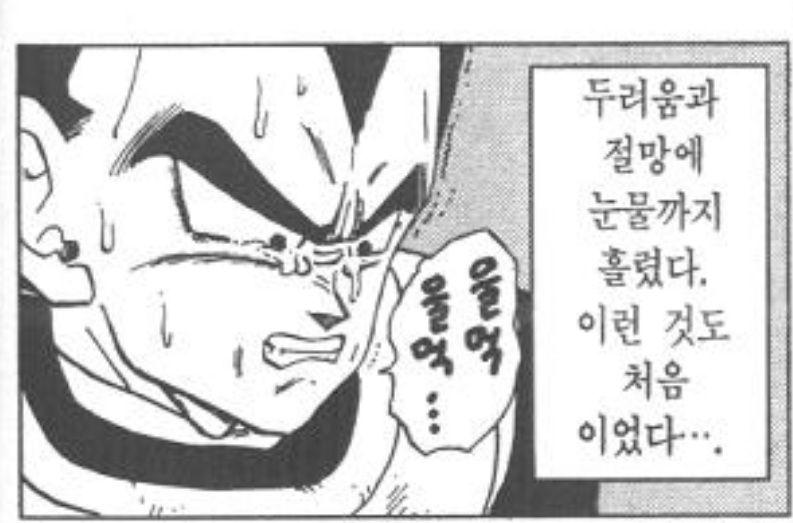 두려움과
절망에
눈물까지
흘렸다.
이런 것도
처음
이었다….
울먹
울먹…